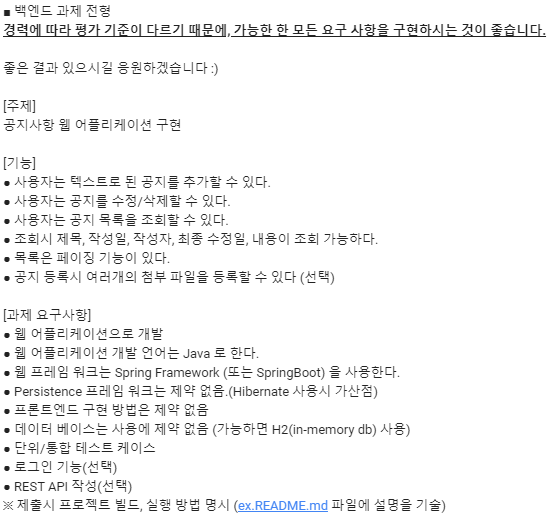 ■ 백엔드 과제 전형
경력에 따라 평가 기준이 다르기 때문에, 가능한 한 모든 요구 사항을 구현하시는 것이 좋습니다.
좋은 결과 있으시길 응원하겠습니다 :)
[주제]
공지사항 웹 어플리케이션 구현
[기능]
● 사용자는 텍스트로 된 공지를 추가할 수 있다.
● 사용자는 공지를 수정/삭제할 수 있다.
● 사용자는 공지 목록을 조회할 수 있다.
● 조회시 제목, 작성일, 작성자, 최종 수정일, 내용이 조회 가능하다.
● 목록은 페이징 기능이 있다.
● 공지 등록시 여러개의 첨부 파일을 등록할 수 있다 (선택)
[과제 요구사항]
● 웹 어플리케이션으로 개발
● 웹 어플리케이션 개발 언어는 Java 로 한다.
● 웹 프레임 워크는 Spring Framework (또는 SpringBoot) 을 사용한다.
● Persistence 프레임 워크는 제약 없음.(Hibernate 사용시 가산점)
● 프론트엔드 구현 방법은 제약 없음
● 데이터 베이스는 사용에 제약 없음 (가능하면 H2(in-memory db) 사용)
● 단위/통합 테스트 케이스
● 로그인 기능(선택)
● REST API 작성(선택)
※ 제출시 프로젝트 빌드, 실행 방법 명시 (ex.README.md 파일에 설명을 기술)